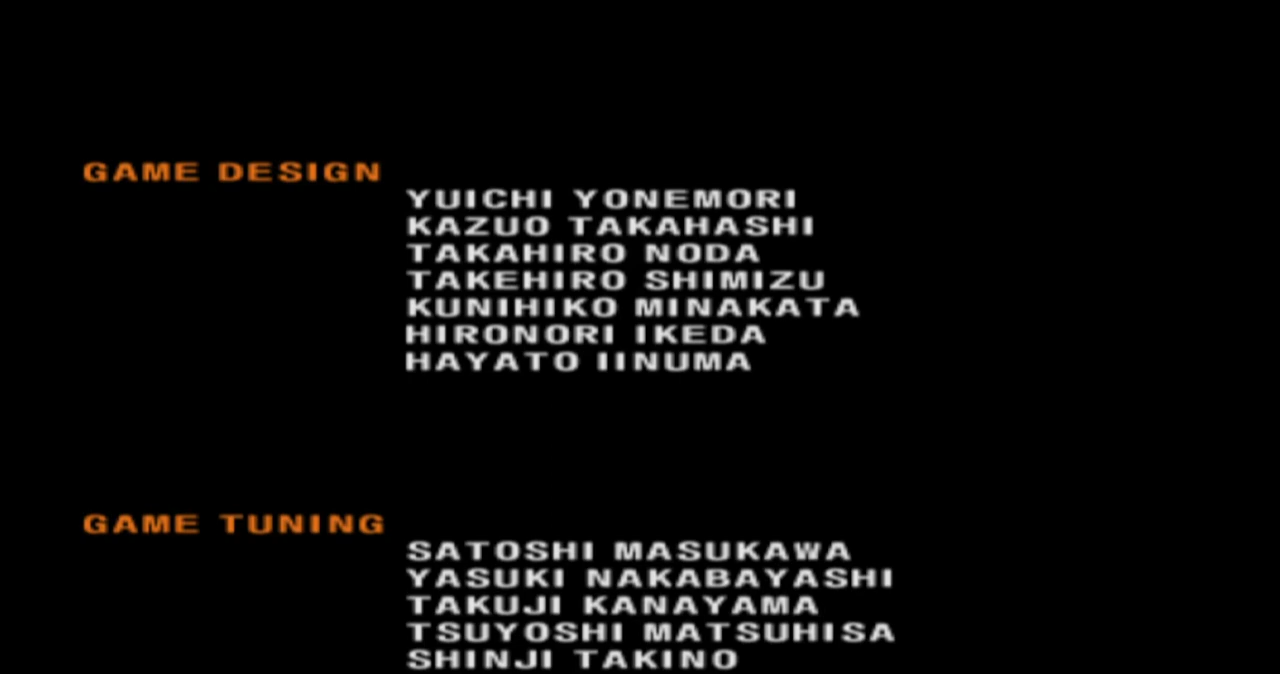 GAME DESIGN
YUICHI YONEMORI
KAZUO TAKAHASHI
TAKAHIRO NODA
TAKEHIRO SHIMIZU
KUNIHIKO MINAKATA
HIRONORI IKEDA
HAYATO IINUMA
GAME TUNING
SATOSHI MASUKAWA
YASUKI NAKABAYASHI
TAKUJI KANAYAMA
TSUYOSHI MATSUHISA
SHINJI TAKINO